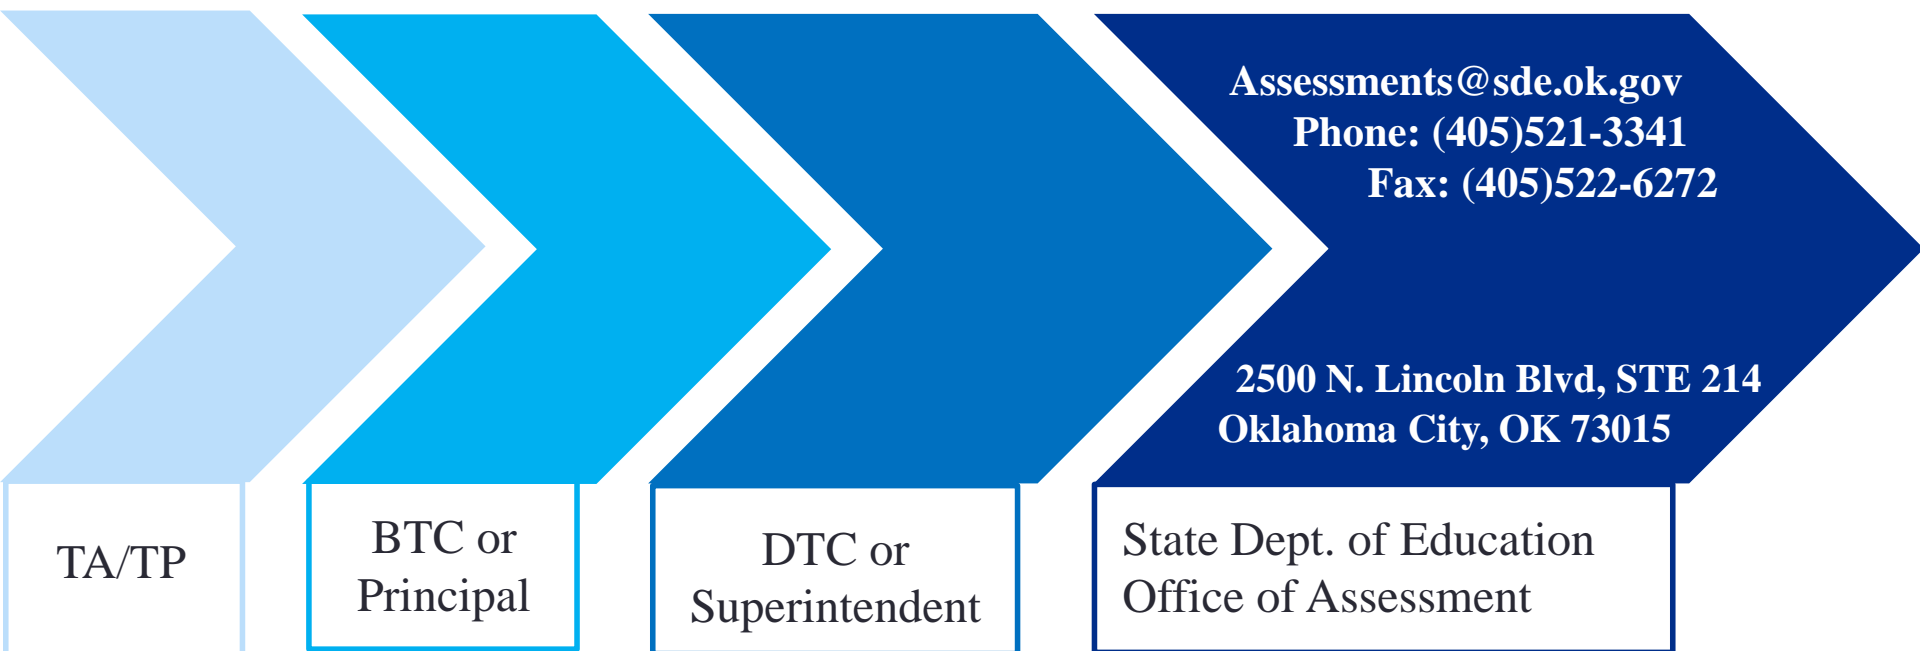 Assessments@sde.ok.gov
Phone: (405)521-3341
Fax: (405)522-6272
2500 N. Lincoln Blvd, STE 214
Oklahoma City, OK 73015
TA/TP
BTC or
Principal
DTC or
Superintendent
State Dept. of Education
Office of Assessment